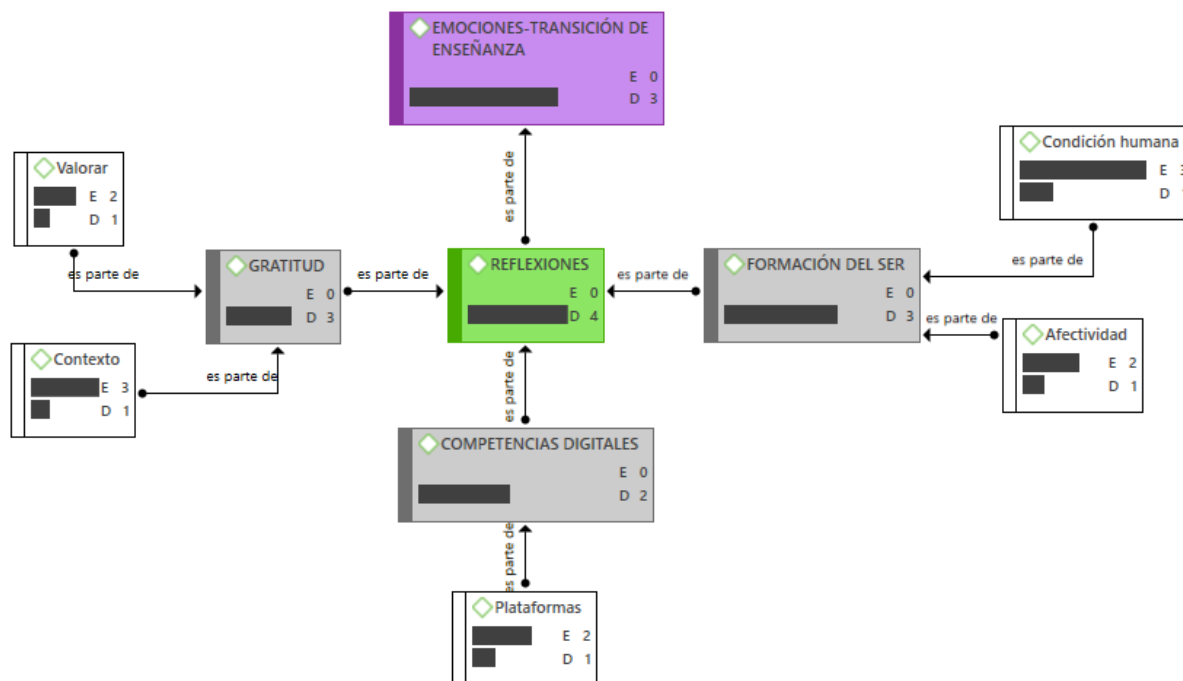 EMOCIONES-TRANSICIÓN DE
ENSEÑANZA
E 0
D 3
es parte de
Condición humana
E 3
D 1
Valorar
E 2
D 1
es parte de
GRATITUD
E 0
D 3
es parte de
REFLEXIONES
E 0
D 4
es parte de
FORMACIÓN DEL SER
E 0
D 3
es parte de
es parte de
Afectividad
E 2
D 1
Contexto
E 3
D 1
es parte de
es parte de
COMPETENCIAS DIGITALES
E 0
D 2
es parte de
Plataformas
E 2
D 1